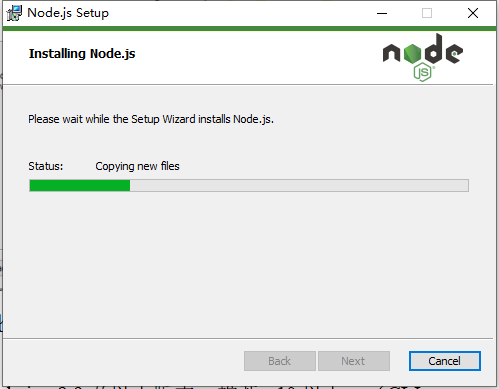 Node.js Setup
Installing Node.js
node
JS
Please wait while the Setup Wizard installs Node.js.
Status: Copying new files
Back Next Cancel